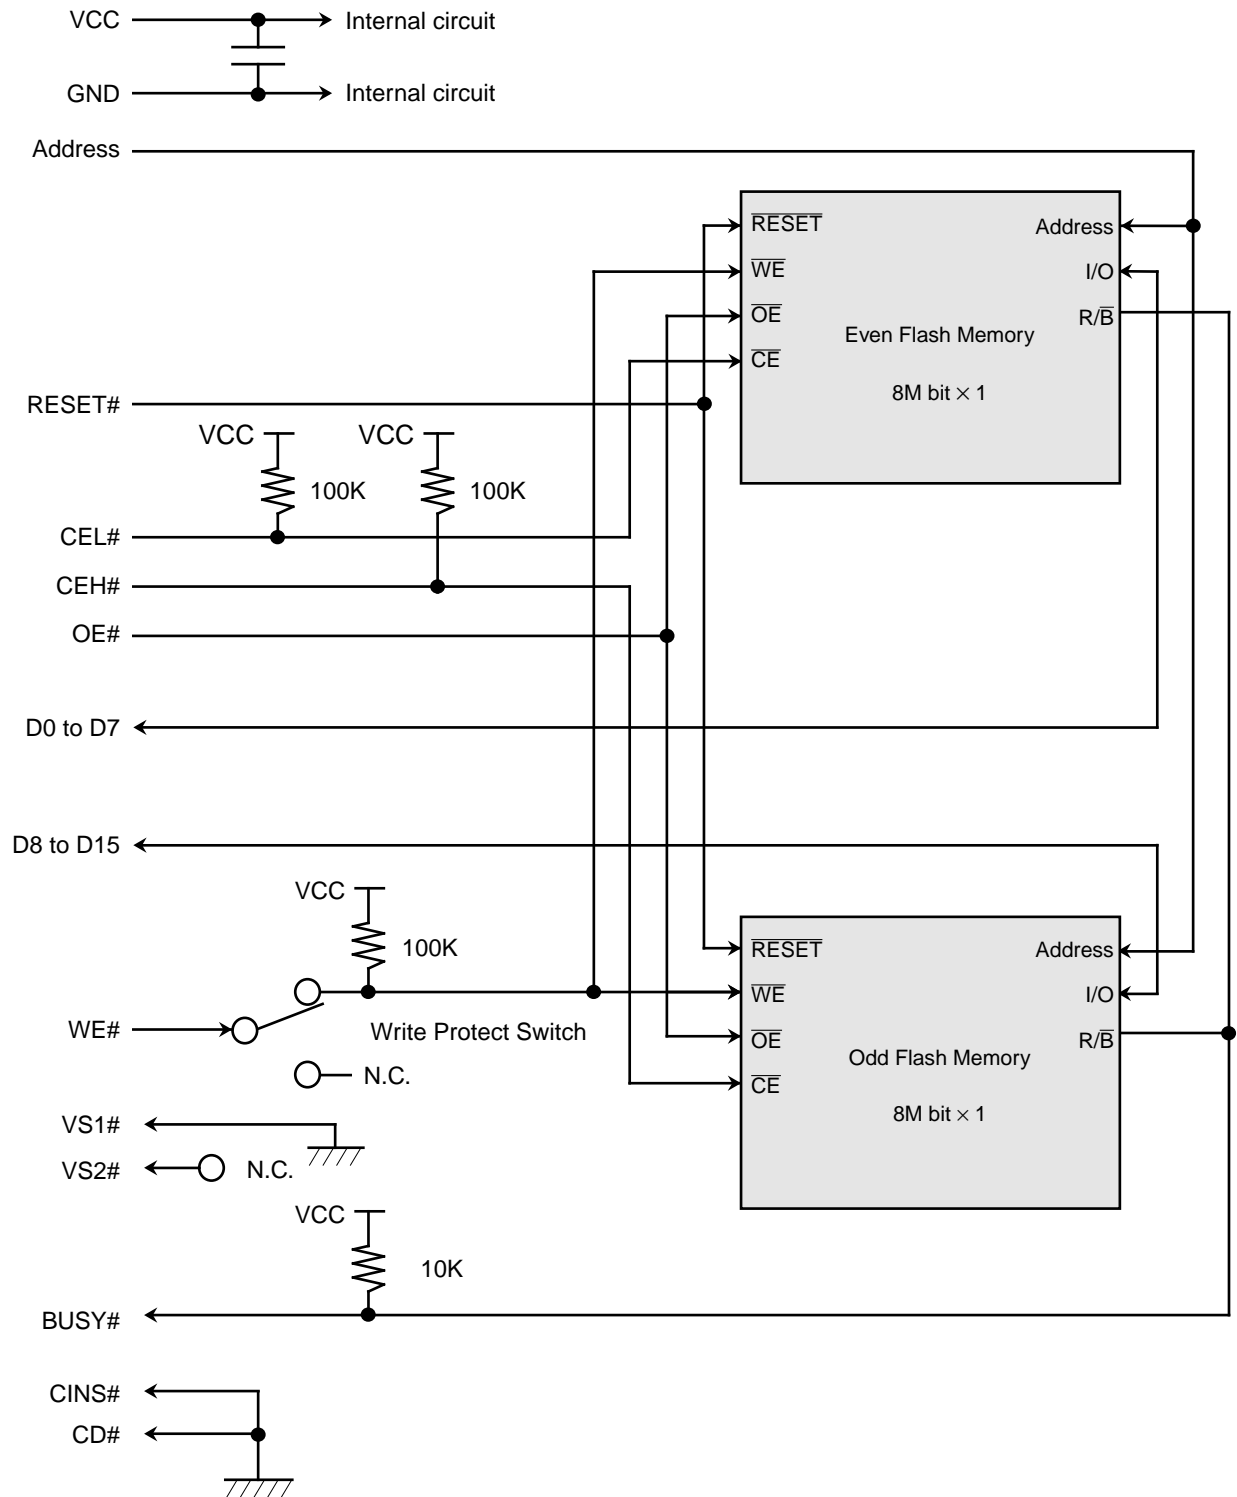 VCC
Internal circuit
GND
Internal circuit
Address
RESET
WE
OE
CE
Address
I/O
R/B
Even Flash Memory
8M bit × 1
RESET#
VCC
100K
VCC
100K
CEL#
CEH#
OE#
D0 to D7
D8 to D15
VCC
100K
WE#
Write Protect Switch
N.C.
RESET
WE
OE
CE
Address
I/O
R/B
Odd Flash Memory
8M bit × 1
VS1#
VS2#
N.C.
VCC
10K
BUSY#
CINS#
CD#